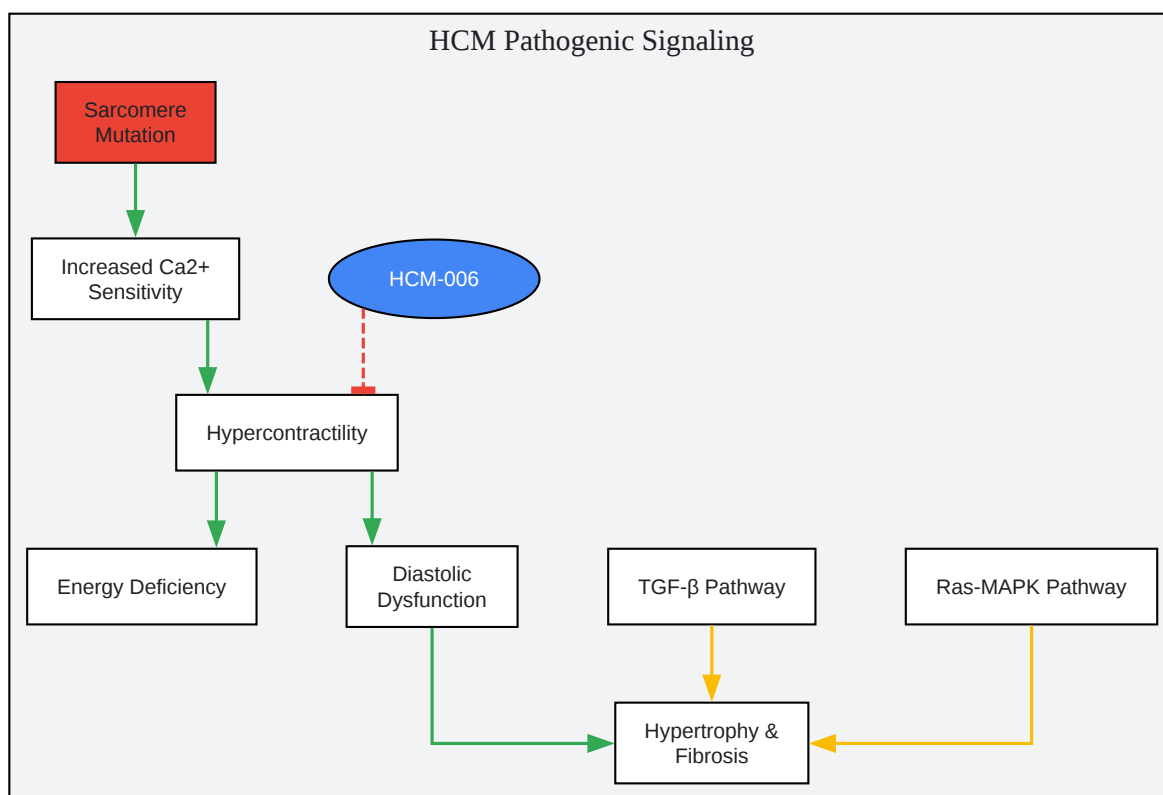 HCM Pathogenic Signaling
Sarcomere
Mutation
Increased Ca2+
Sensitivity
HCM-006
Hypercontractility
Energy Deficiency
Diastolic
Dysfunction
TGF-β Pathway
Ras-MAPK Pathway
Hypertrophy &
Fibrosis